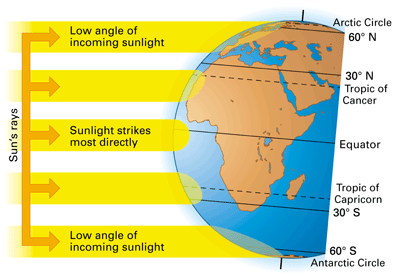 Low angle of
incoming sunlight
Sun's rays
Sunlight strikes
most directly
Low angle of
incoming sunlight
Arctic Circle
60° N
30° N
Tropic of
Cancer
Equator
Tropic of
Capricorn
30° S
60° S
Antarctic Circle